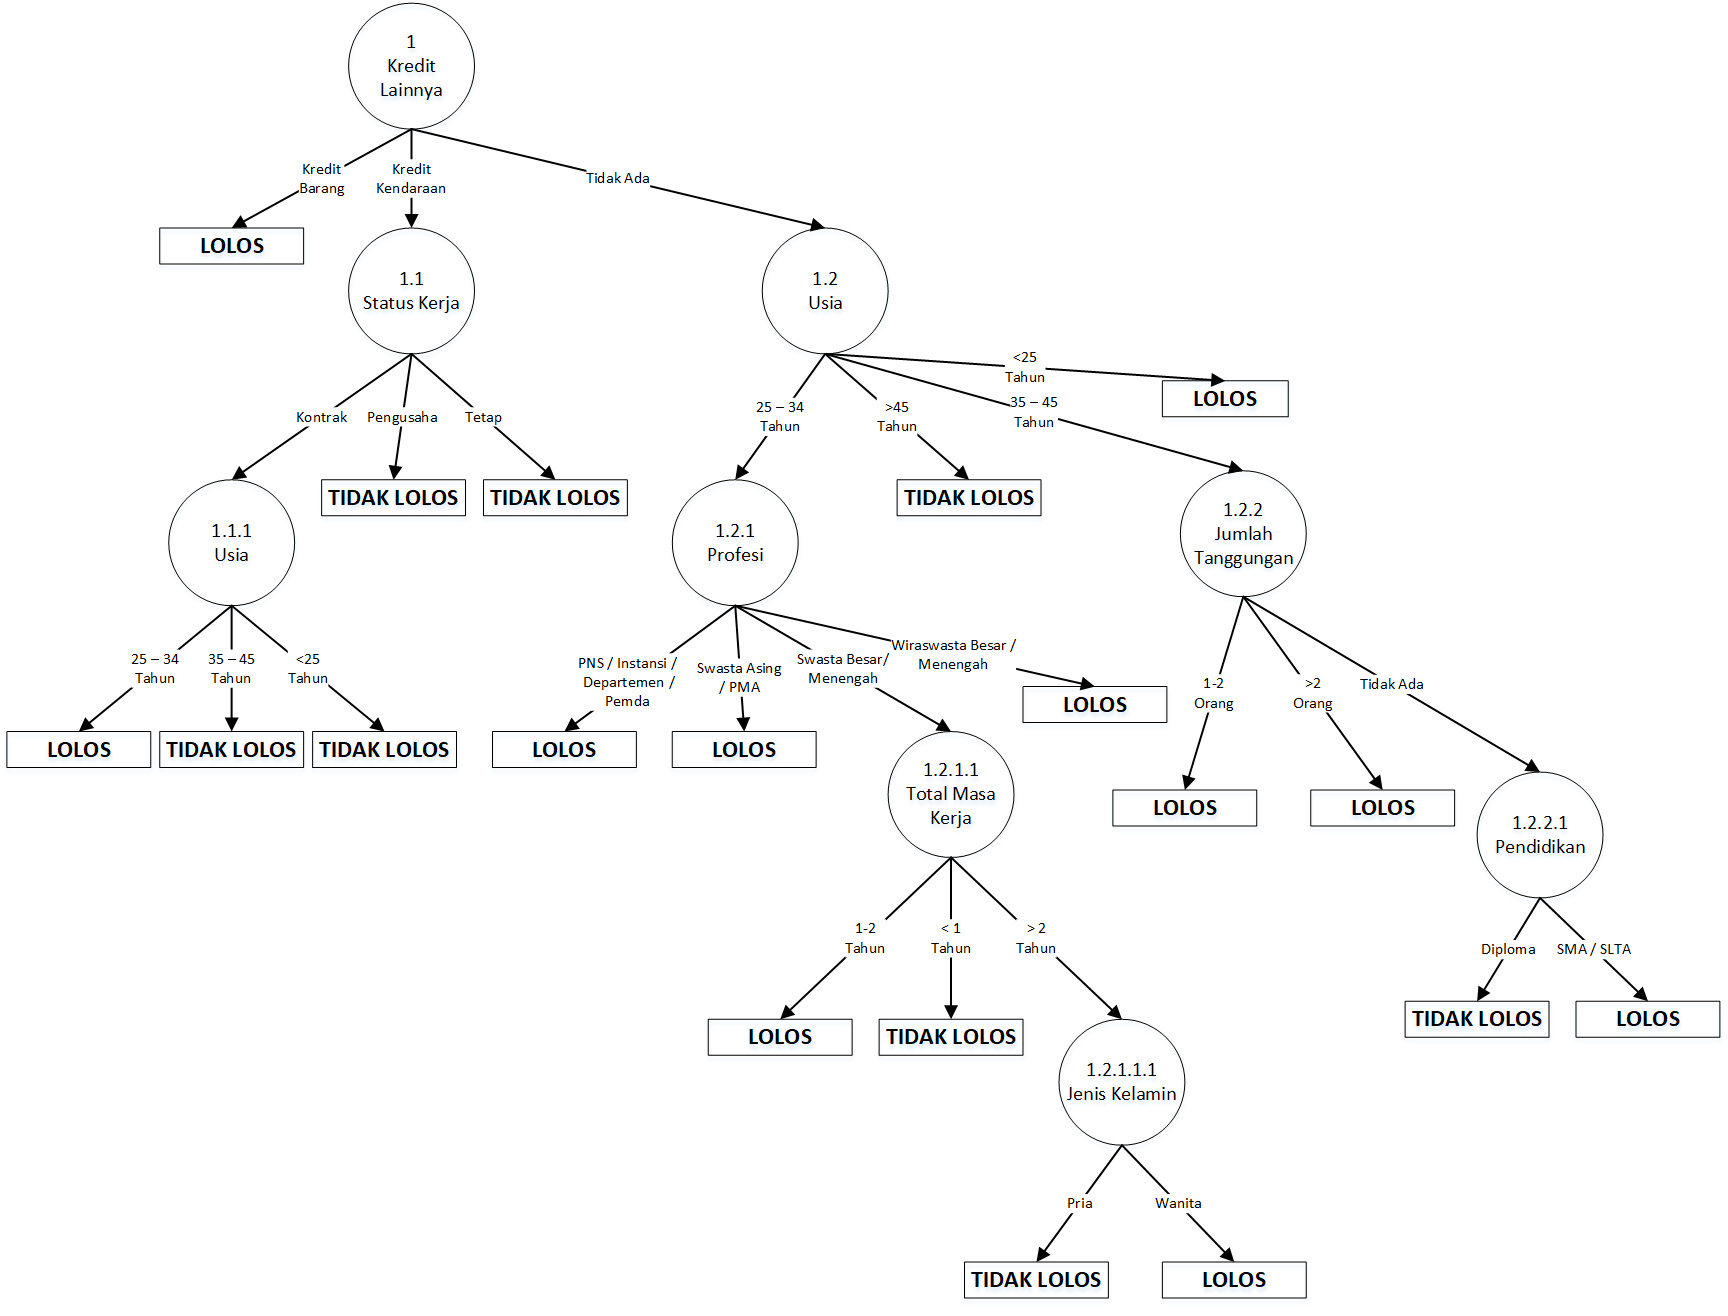 1
Kredit
Lainnya
Kredit
Barang
Kredit
Kendaraan
Tidak Ada
LOLOS
1.1
Status Kerja
1.2
Usia
<25
Tahun
LOLOS
Kontrak
Pengusaha
Tetap
25 – 34
Tahun
>45
Tahun
35 – 45
Tahun
TIDAK LOLOS
TIDAK LOLOS
TIDAK LOLOS
1.1.1
Usia
1.2.1
Profesi
1.2.2
Jumlah
Tanggungan
25 – 34
Tahun
35 – 45
Tahun
<25
Tahun
PNS / Instansi /
Departemen /
Pemda
Swasta Asing
/ PMA
Swasta Besar/
Menengah
Wiraswasta Besar /
Menengah
LOLOS
1-2
Orang
>2
Orang
Tidak Ada
LOLOS
TIDAK LOLOS
TIDAK LOLOS
LOLOS
LOLOS
1.2.1.1
Total Masa
Kerja
LOLOS
LOLOS
1.2.2.1
Pendidikan
1-2
Tahun
< 1
Tahun
> 2
Tahun
Diploma
SMA / SLTA
LOLOS
TIDAK LOLOS
TIDAK LOLOS
LOLOS
1.2.1.1.1
Jenis Kelamin
Pria
Wanita
TIDAK LOLOS
LOLOS